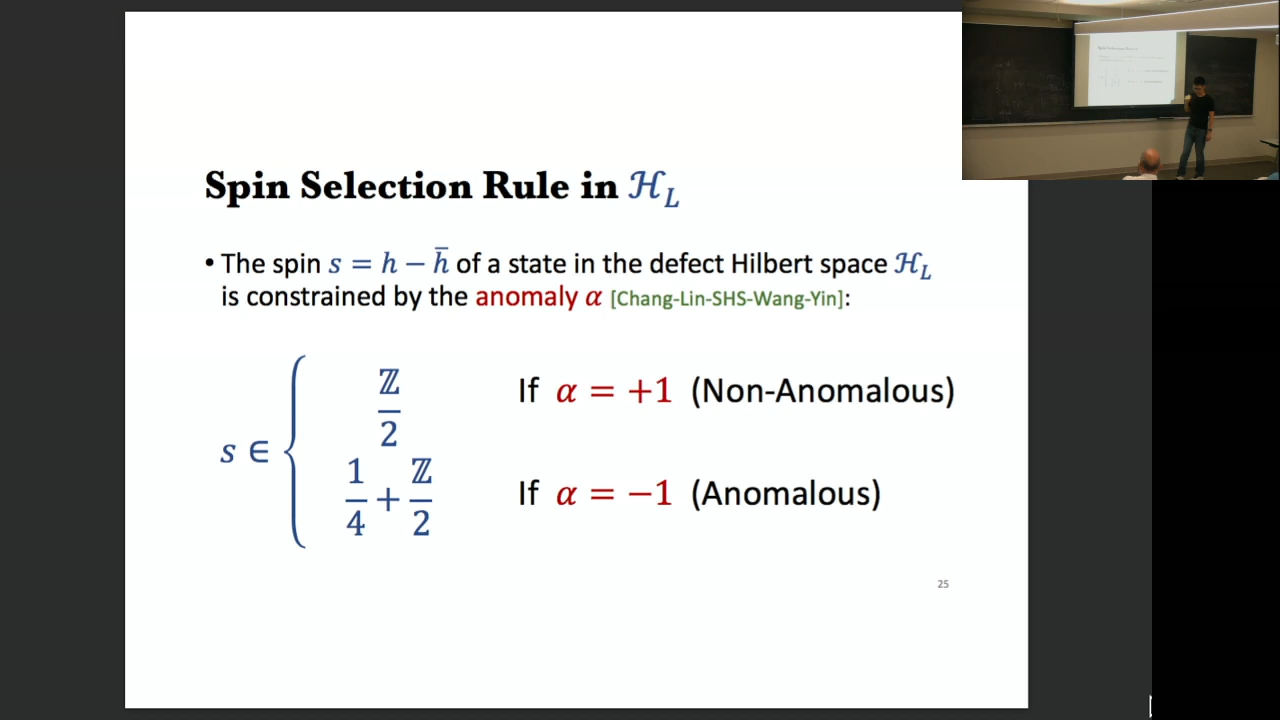 Spin Selection Rule in ℋ_L
• The spin s = h − h̄ of a state in the defect Hilbert space ℋ_L
is constrained by the anomaly α [Chang-Lin-SHS-Wang-Yin]:
s ∈ { ℤ/2 If α = +1 (Non-Anomalous)
1/4 + ℤ/2 If α = −1 (Anomalous)
25